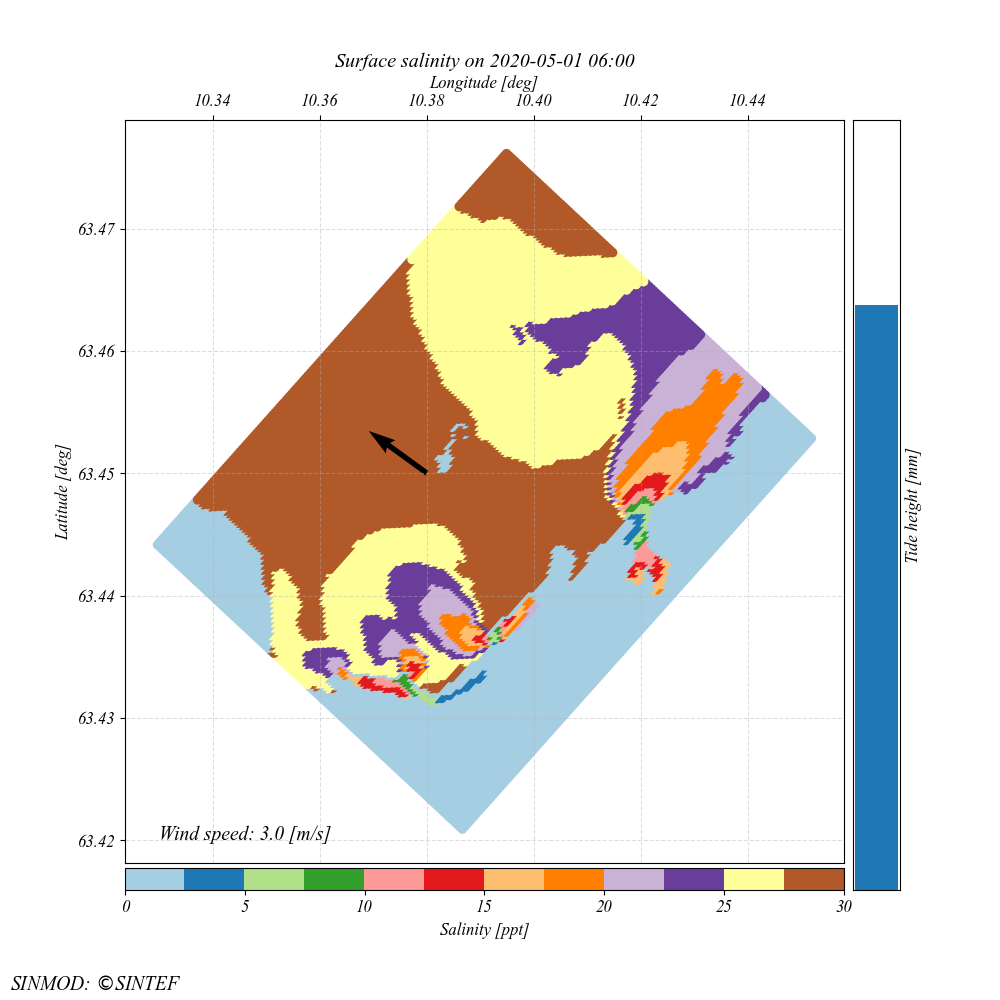 Surface salinity on 2020-05-01 06:00
Longitude [deg]
10.34 10.36 10.38 10.40 10.42 10.44
63.47
63.46
63.45
63.44
63.43
63.42
Latitude [deg]
Tide height [mm]
Wind speed: 3.0 [m/s]
0 5 10 15 20 25 30
Salinity [ppt]
SINMOD: ©SINTEF